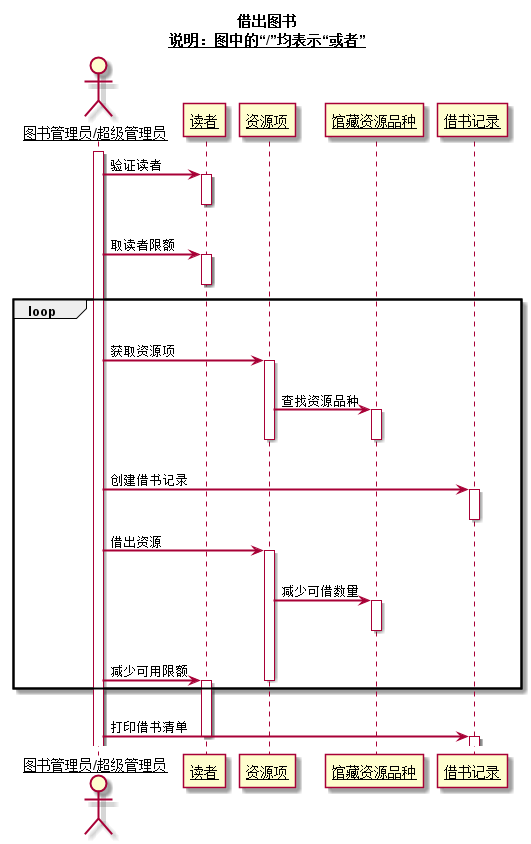 借出图书
说明：图中的“/”均表示“或者”
图书管理员/超级管理员
读者
资源项
馆藏资源品种
借书记录
验证读者
取读者限额
loop
获取资源项
查找资源品种
创建借书记录
借出资源
减少可借数量
减少可用限额
打印借书清单
图书管理员/超级管理员
读者
资源项
馆藏资源品种
借书记录